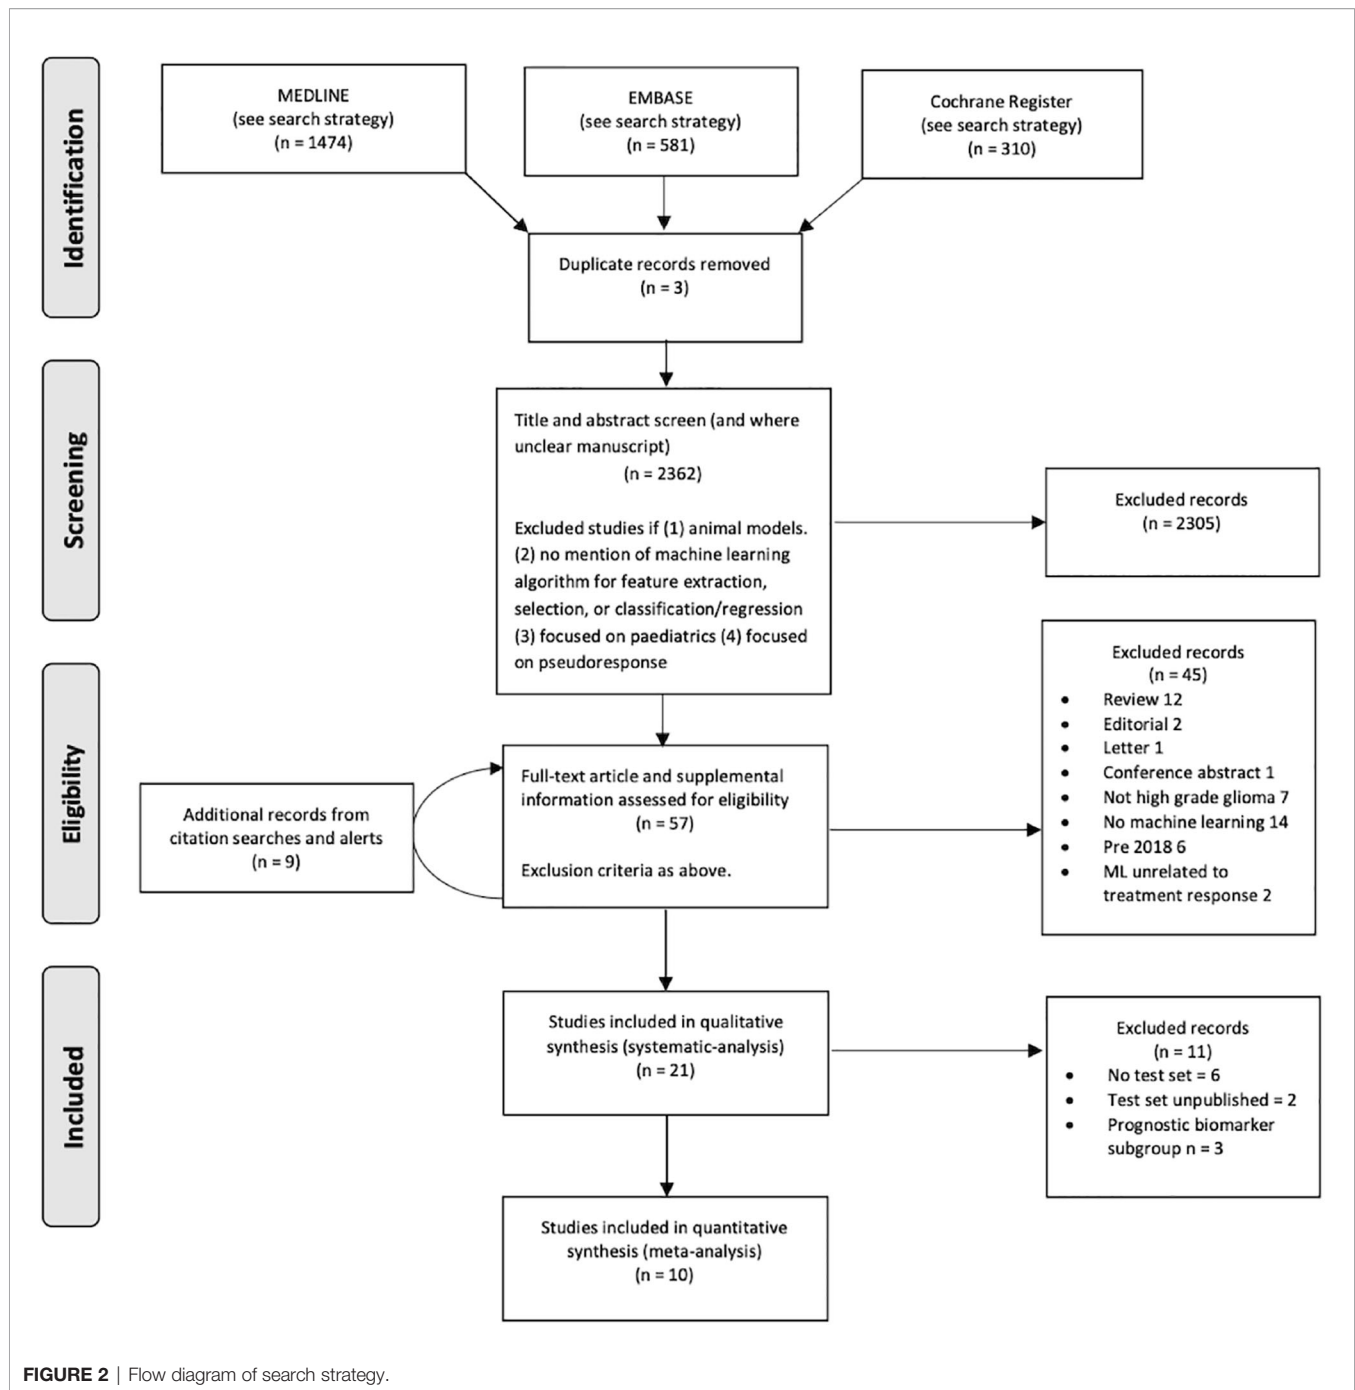 Identification
MEDLINE
(see search strategy)
(n = 1474)
EMBASE
(see search strategy)
(n = 581)
Cochrane Register
(see search strategy)
(n = 310)
Duplicate records removed
(n = 3)
Screening
Title and abstract screen (and where
unclear manuscript)
(n = 2362)
Excluded studies if (1) animal models.
(2) no mention of machine learning
algorithm for feature extraction,
selection, or classification/regression
(3) focused on paediatrics (4) focused
on pseudoresponse
Excluded records
(n = 2305)
Eligibility
Additional records from
citation searches and alerts
(n = 9)
Full-text article and supplemental
information assessed for eligibility
(n = 57)
Exclusion criteria as above.
Excluded records
(n = 45)
• Review 12
• Editorial 2
• Letter 1
• Conference abstract 1
• Not high grade glioma 7
• No machine learning 14
• Pre 2018 6
• ML unrelated to
treatment response 2
Included
Studies included in qualitative
synthesis (systematic-analysis)
(n = 21)
Excluded records
(n = 11)
• No test set = 6
• Test set unpublished = 2
• Prognostic biomarker
subgroup n = 3
Studies included in quantitative
synthesis (meta-analysis)
(n = 10)
FIGURE 2 | Flow diagram of search strategy.